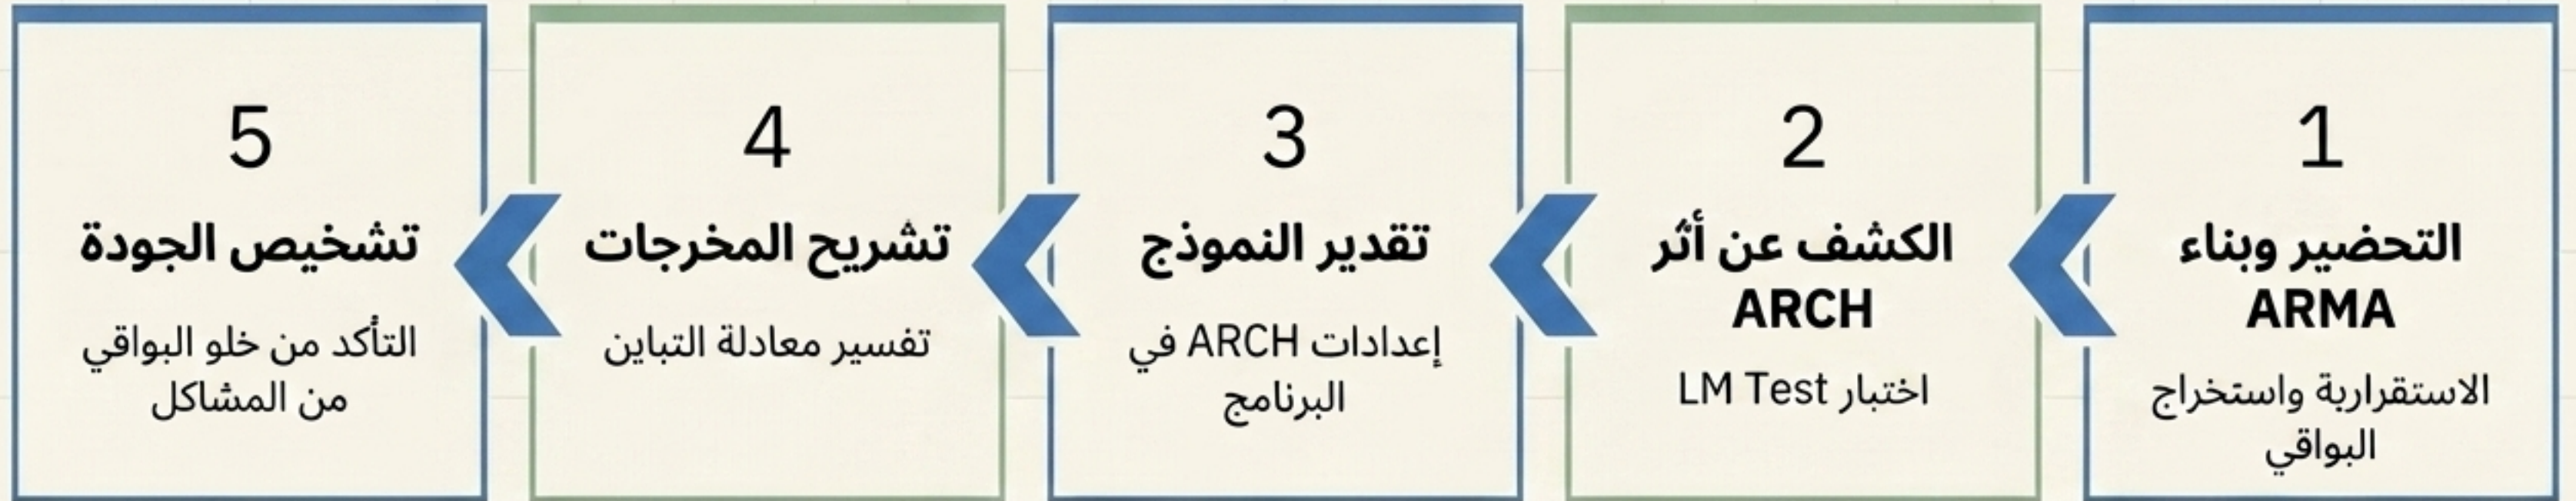 1
التحضير وبناء
ARMA
الاستقراربة واستخراج
البواقي
2
الكشف عن أثر
ARCH
اختبار LM Test
3
تقدير النموذج
إعدادات ARCH في
البرنامج
4
تشريح المخرجات
تفسير معادلة التباين
5
تشخيص الجودة
التأكد من خلو البواقي
من المشاكل